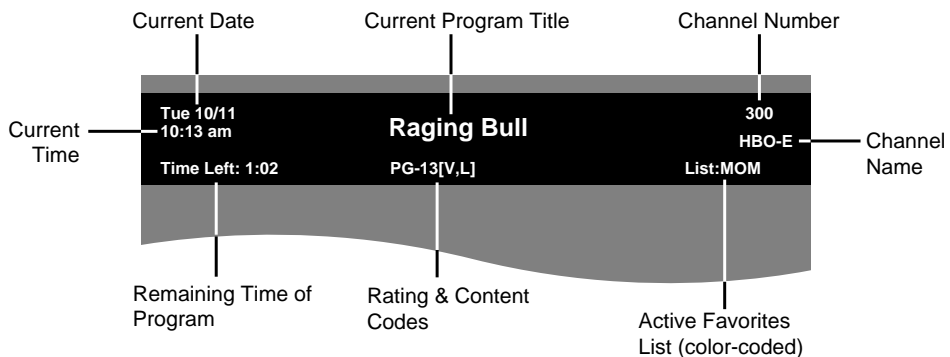 Current Date
Current Program Title
Channel Number
Tue 10/11
10:13 am
Raging Bull
300
HBO-E
Current
Time
Channel
Name
Time Left: 1:02
PG-13[V,L]
List:MOM
Remaining Time of
Program
Rating & Content
Codes
Active Favorites
List (color-coded)